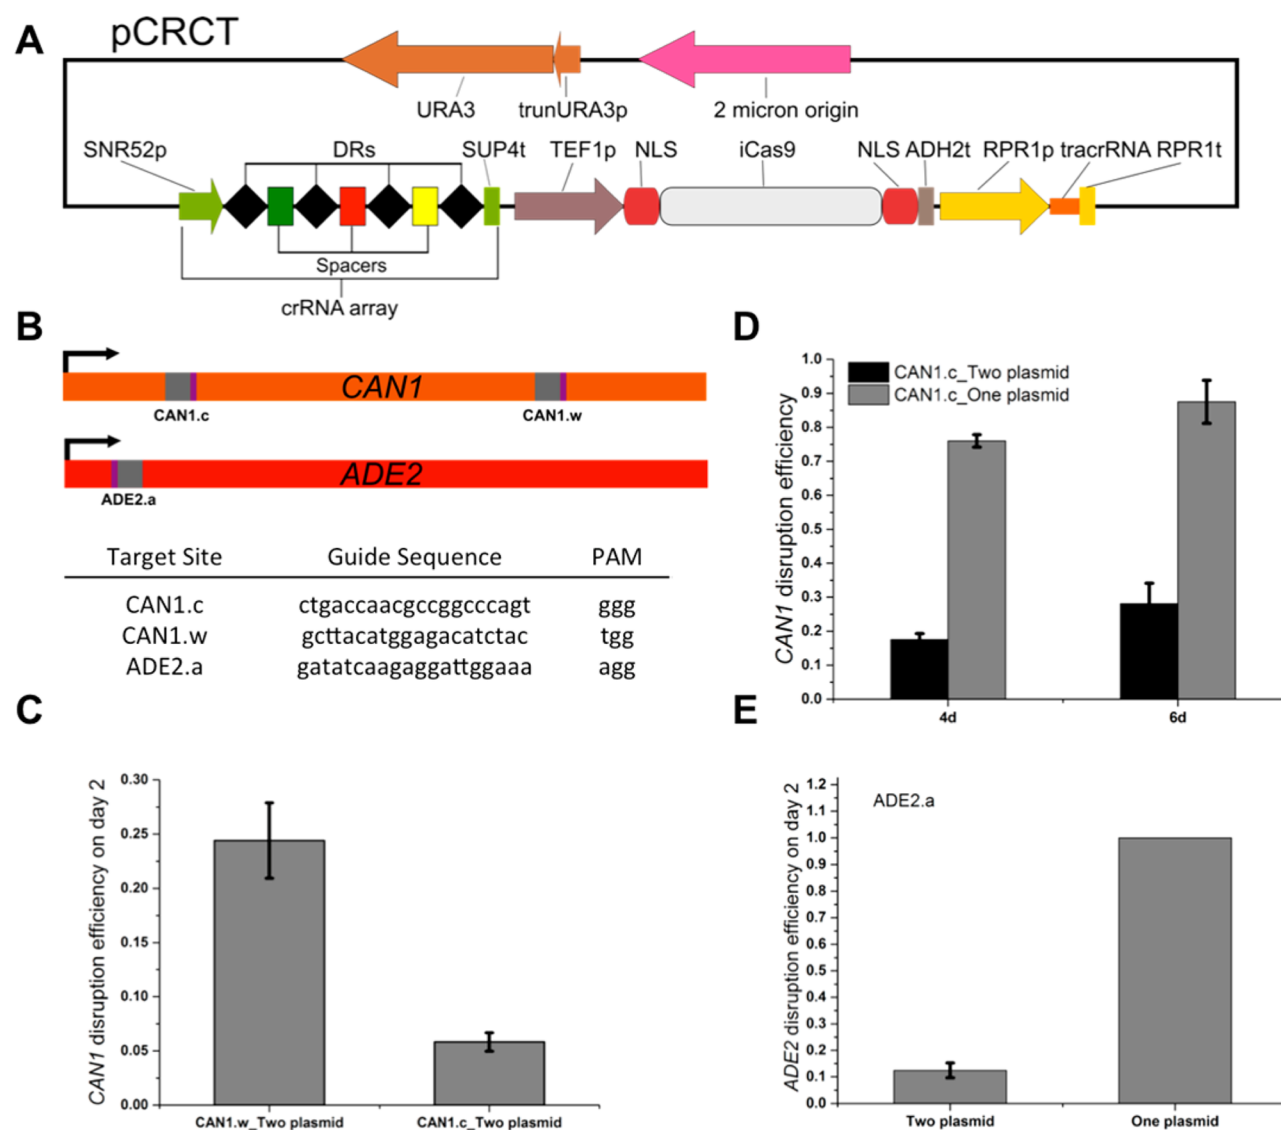 A
pCRCT
URA3 trunURA3p 2 micron origin
SNR52p DRs SUP4t TEF1p NLS iCas9 NLS ADH2t RPR1p tracrRNA RPR1t
Spacers
crRNA array
B
CAN1
CAN1.c CAN1.w
ADE2
ADE2.a
Target Site Guide Sequence PAM
CAN1.c ctgaccaacgccggcccagt ggg
CAN1.w gcttacatggagacatctac tgg
ADE2.a gatatcaagaggattggaaa agg
C
CAN1 disruption efficiency on day 2
0.30
0.25
0.20
0.15
0.10
0.05
0.00
CAN1.w_Two plasmid CAN1.c_Two plasmid
D
CAN1 disruption efficiency
1.0
0.9
0.8
0.7
0.6
0.5
0.4
0.3
0.2
0.1
0.0
CAN1.c_Two plasmid
CAN1.c_One plasmid
4d 6d
E
ADE2 disruption efficiency on day 2
1.2
1.1
1.0
0.9
0.8
0.7
0.6
0.5
0.4
0.3
0.2
0.1
0.0
ADE2.a
Two plasmid One plasmid